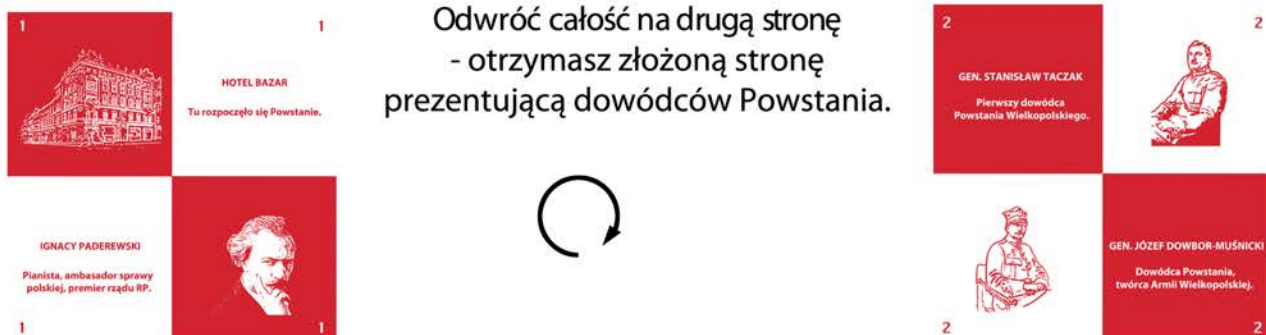 1 1
HOTEL BAZAR
Tu rozpoczęło się Powstanie.
IGNACY PADEREWSKI
Pianista, ambasador sprawy
polskiej, premier rządu RP.
1 1
Odwróć całość na drugą stronę
- otrzymasz złożoną stronę
prezentującą dowódców Powstania.
2 2
GEN. STANISŁAW TACZAK
Pierwszy dowódca
Powstania Wielkopolskiego.
GEN. JÓZEF DOWBOR-MUŚNICKI
Dowódca Powstania,
twórca Armii Wielkopolskiej.
2 2